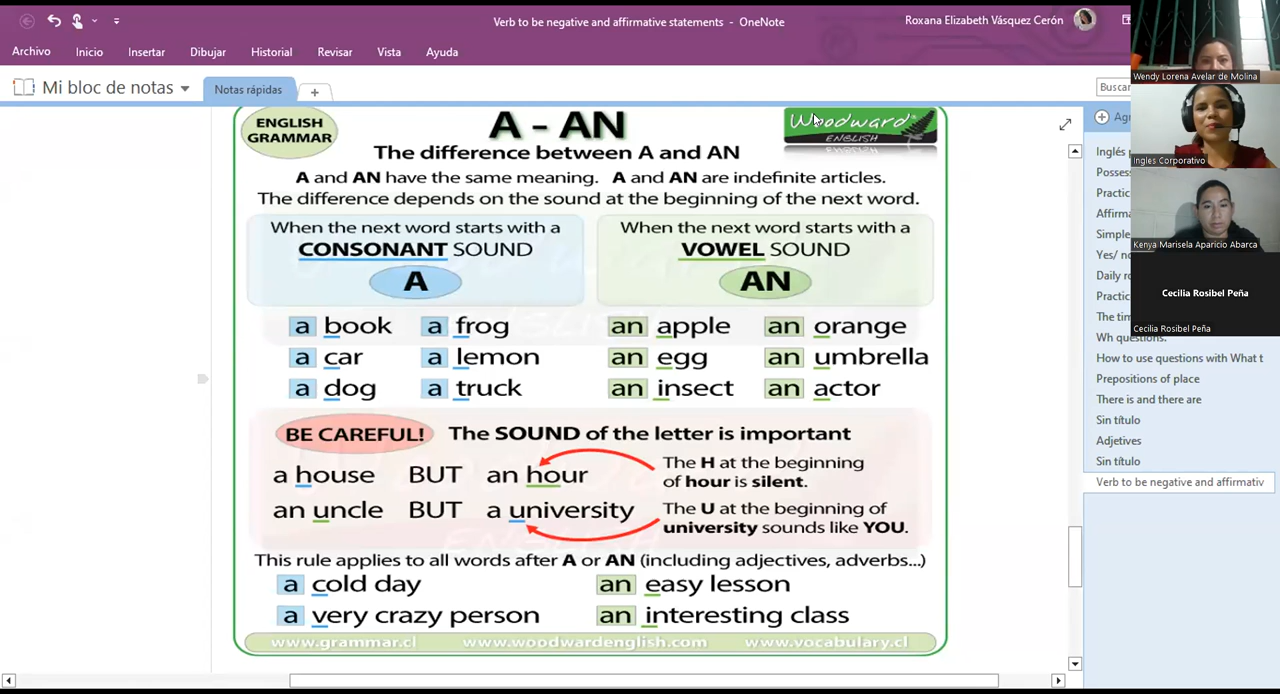 Verb to be negative and affirmative statements - OneNote
Roxana Elizabeth Vásquez Cerón
Archivo Inicio Insertar Dibujar Historial Revisar Vista Ayuda
Wendy Lorena Avelar de Molina
Mi bloc de notas
Notas rápidas
Buscar
ENGLISH GRAMMAR
A - AN
Woodward
ENGLISH
The difference between A and AN
A and AN have the same meaning. A and AN are indefinite articles.
The difference depends on the sound at the beginning of the next word.
When the next word starts with a
CONSONANT SOUND
A
When the next word starts with a
VOWEL SOUND
AN
a book a frog an apple an orange
a car a lemon an egg an umbrella
a dog a truck an insect an actor
BE CAREFUL! The SOUND of the letter is important
a house BUT an hour
The H at the beginning
of hour is silent.
an uncle BUT a university
The U at the beginning of
university sounds like YOU.
This rule applies to all words after A or AN (including adjectives, adverbs...)
a cold day an easy lesson
a very crazy person an interesting class
www.grammar.cl www.woodwardenglish.com www.vocabulary.cl
Ingles Corporativo
Kenya Marisela Aparicio Abarca
Cecilia Rosibel Peña
Cecilia Rosibel Peña
Inglés
Possess
Practic
Affirma
Simple
Yes/ no
Daily ro
Practic
The tim
Wh questions.
How to use questions with What t
Prepositions of place
There is and there are
Sin título
Adjetives
Sin título
Verb to be negative and affirmativ